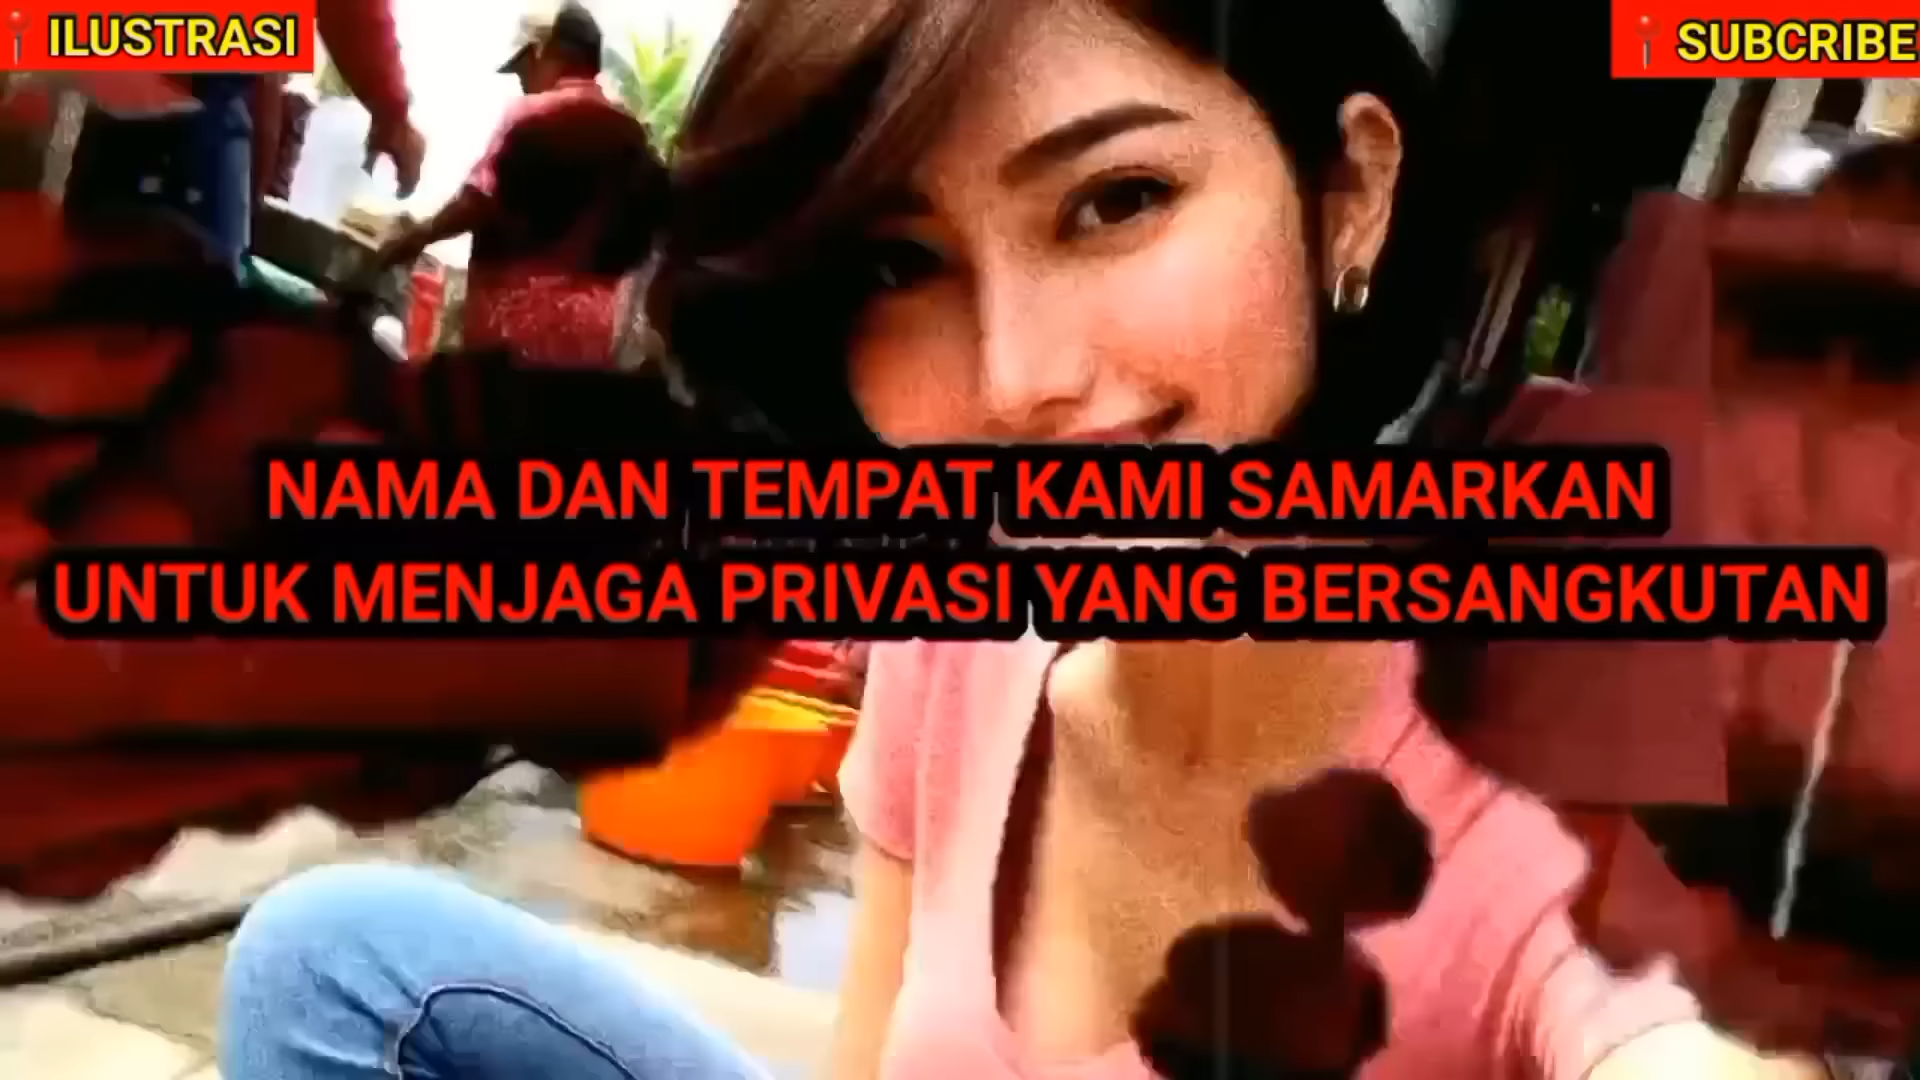 ILUSTRASI
SUBCRIBE
NAMA DAN TEMPAT KAMI SAMARKAN
UNTUK MENJAGA PRIVASI YANG BERSANGKUTAN